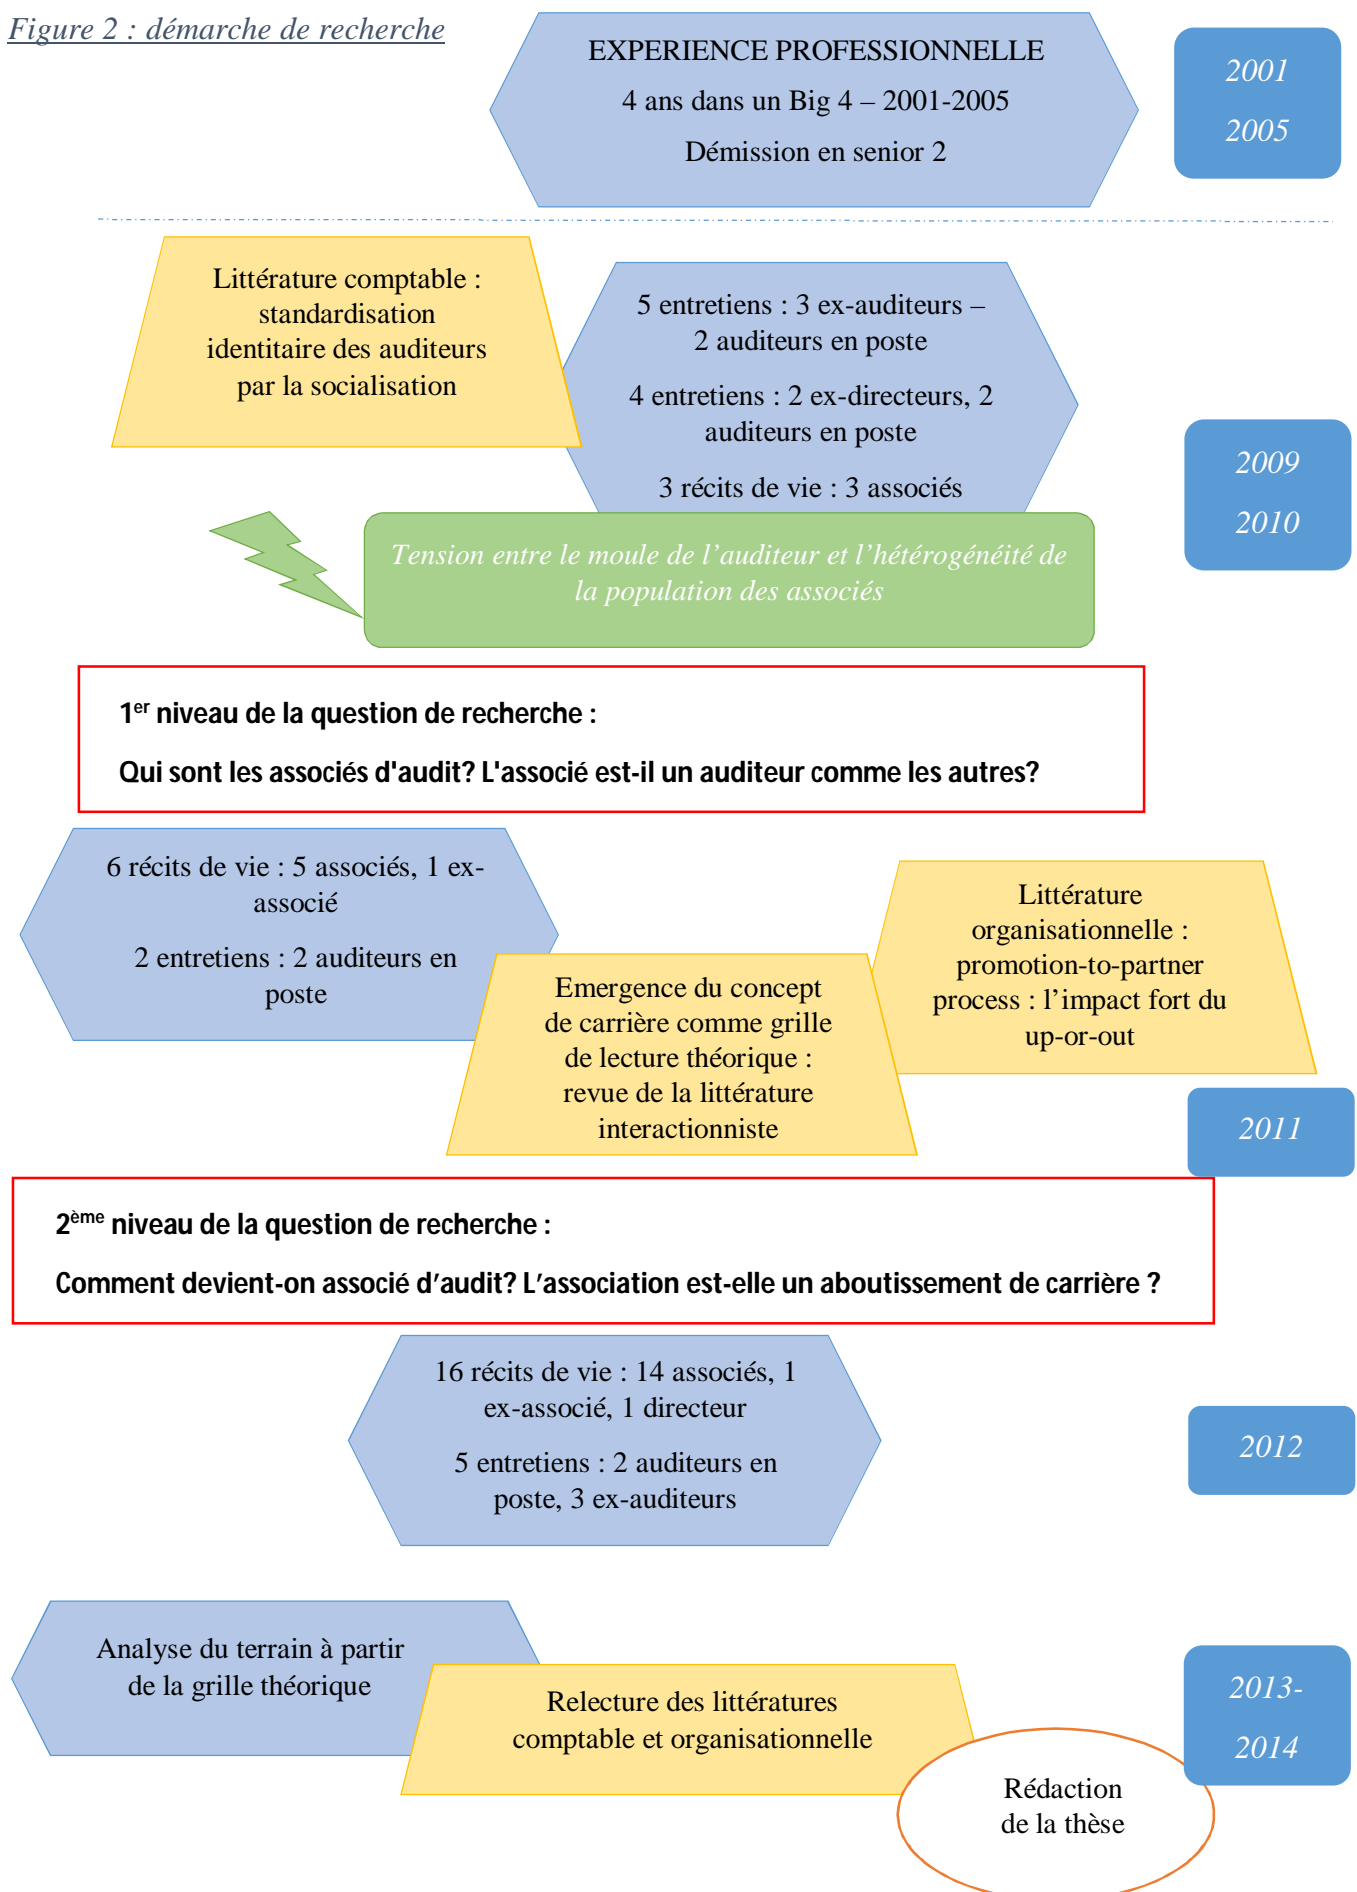 Figure 2 : démarche de recherche
EXPERIENCE PROFESSIONNELLE
4 ans dans un Big 4 – 2001-2005
Démission en senior 2
2001
2005
Littérature comptable :
standardisation
identitaire des auditeurs
par la socialisation
5 entretiens : 3 ex-auditeurs –
2 auditeurs en poste
4 entretiens : 2 ex-directeurs, 2
auditeurs en poste
3 récits de vie : 3 associés
2009
2010
Tension entre le moule de l’auditeur et l’hétérogénéité de
la population des associés
1er niveau de la question de recherche :
Qui sont les associés d'audit? L'associé est-il un auditeur comme les autres?
6 récits de vie : 5 associés, 1 ex-
associé
2 entretiens : 2 auditeurs en
poste
Emergence du concept
de carrière comme grille
de lecture théorique :
revue de la littérature
interactionniste
Littérature
organisationnelle :
promotion-to-partner
process : l’impact fort du
up-or-out
2011
2ème niveau de la question de recherche :
Comment devient-on associé d’audit? L’association est-elle un aboutissement de carrière ?
16 récits de vie : 14 associés, 1
ex-associé, 1 directeur
5 entretiens : 2 auditeurs en
poste, 3 ex-auditeurs
2012
Analyse du terrain à partir
de la grille théorique
Relecture des littératures
comptable et organisationnelle
2013-
2014
Rédaction
de la thèse